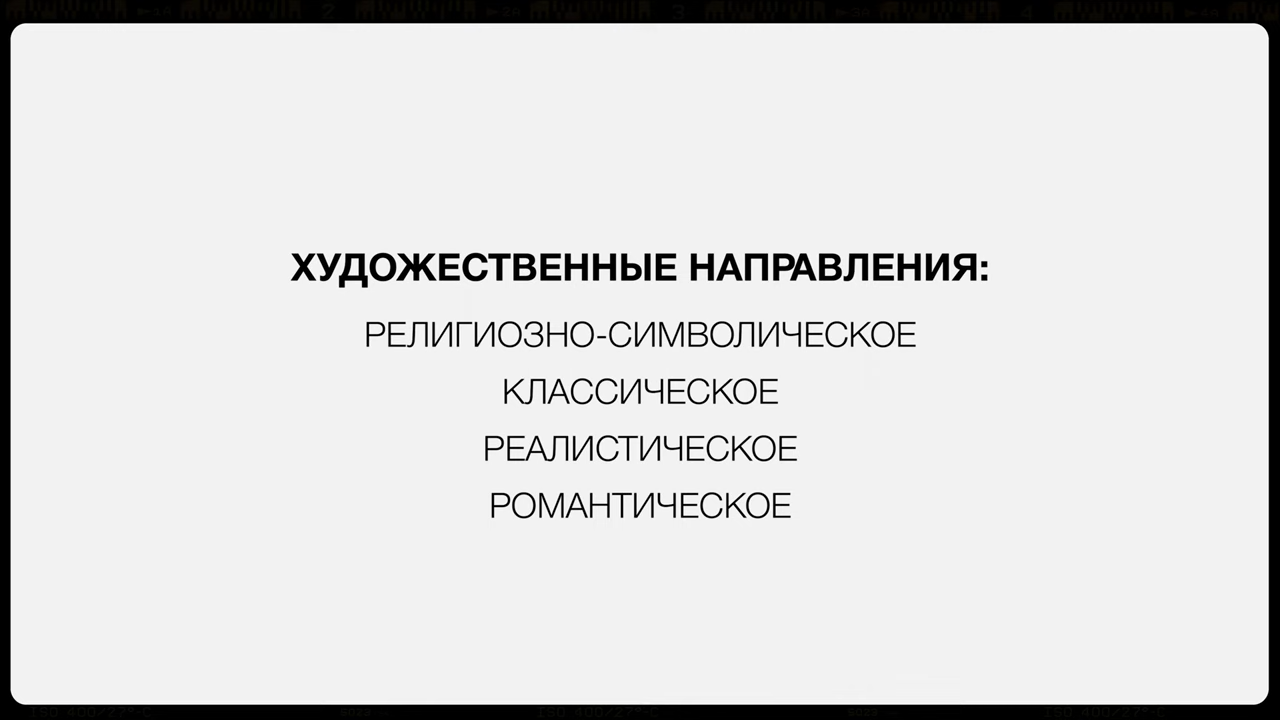 ХУДОЖЕСТВЕННЫЕ НАПРАВЛЕНИЯ:
РЕЛИГИОЗНО-СИМВОЛИЧЕСКОЕ
КЛАССИЧЕСКОЕ
РЕАЛИСТИЧЕСКОЕ
РОМАНТИЧЕСКОЕ